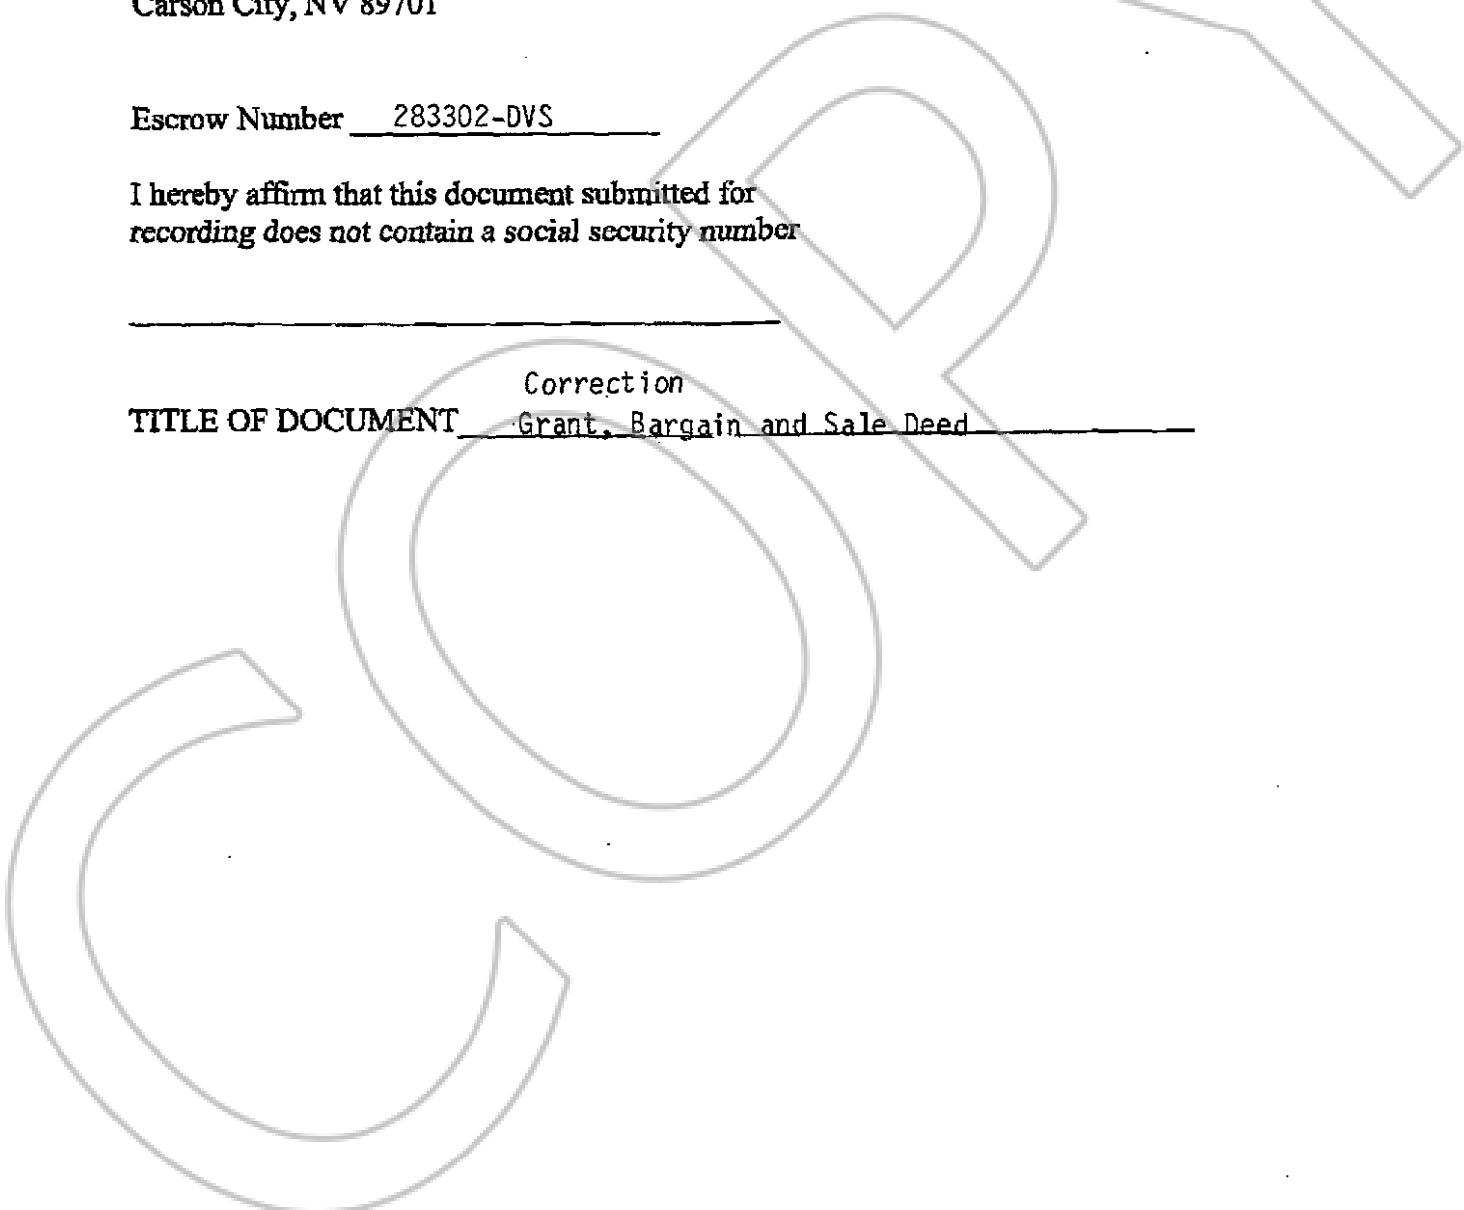 Carson City, NV 89701
Escrow Number 283302-DVS
I hereby affirm that this document submitted for
recording does not contain a social security number
Correction
TITLE OF DOCUMENT Grant, Bargain and Sale Deed
COPY